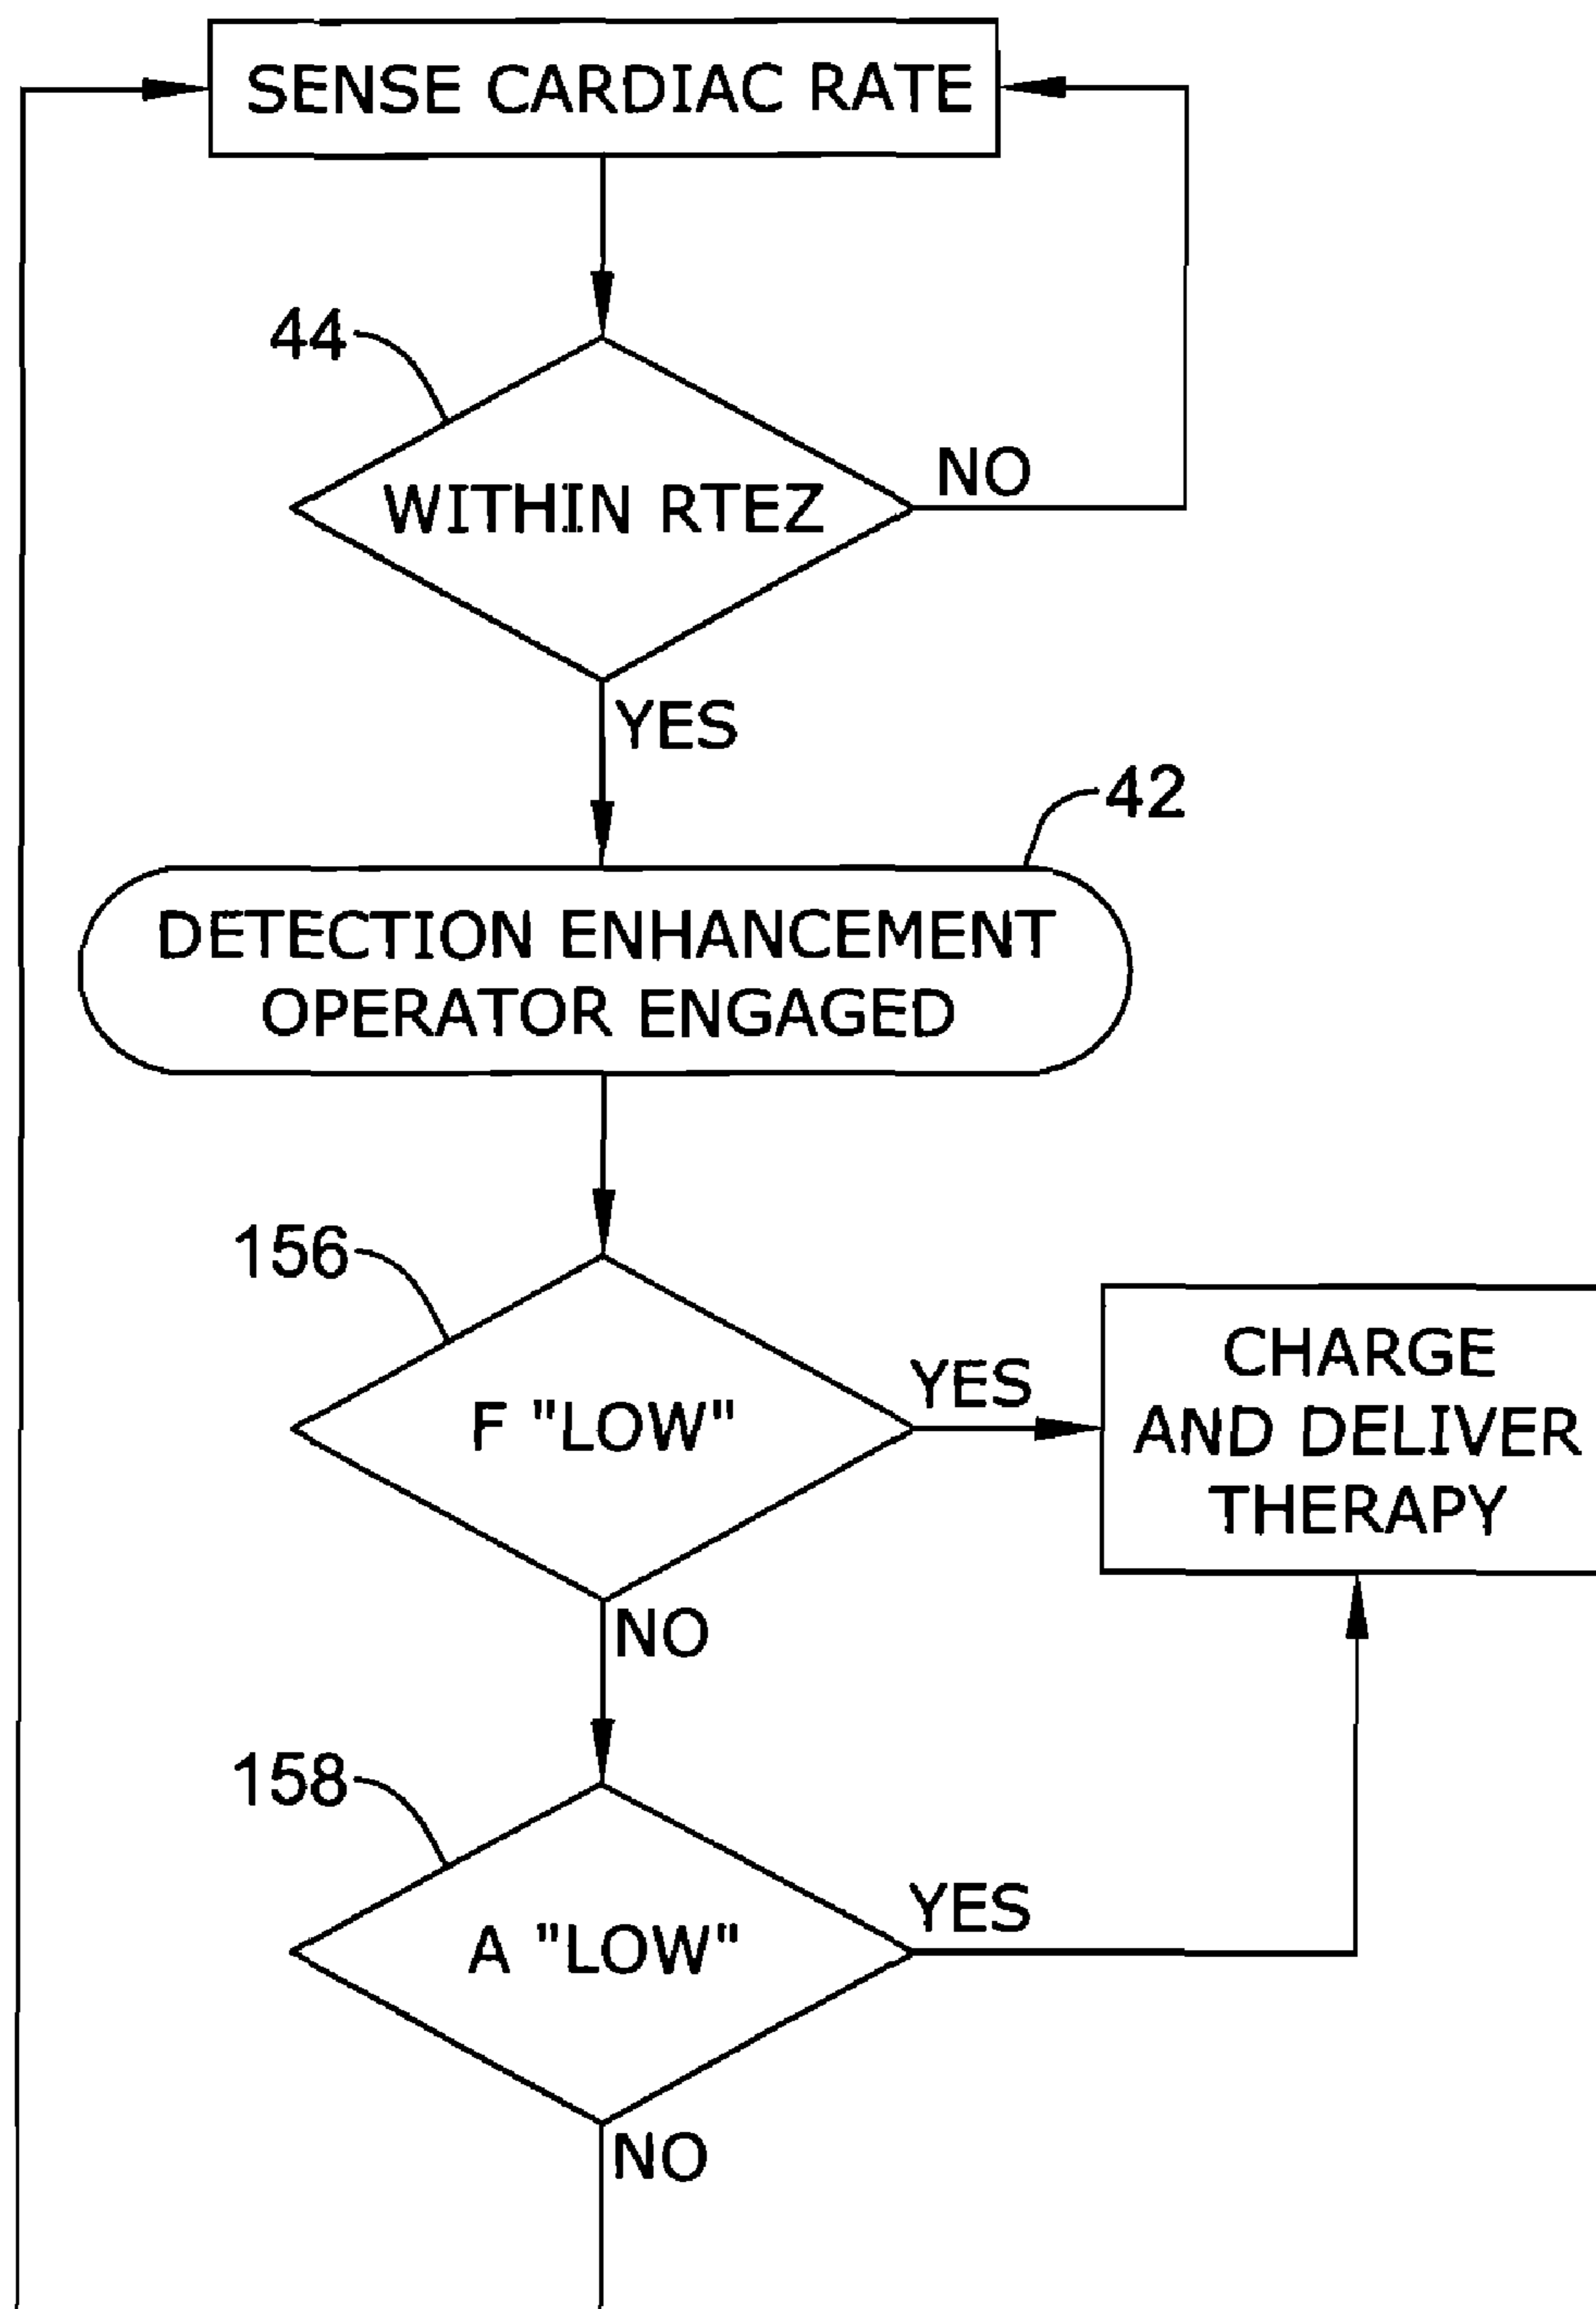 SENSE CARDIAC RATE
44
WITHIN RTEZ
NO
YES
42
DETECTION ENHANCEMENT
OPERATOR ENGAGED
156
F "LOW"
YES
CHARGE
AND DELIVER
THERAPY
NO
158
A "LOW"
YES
NO